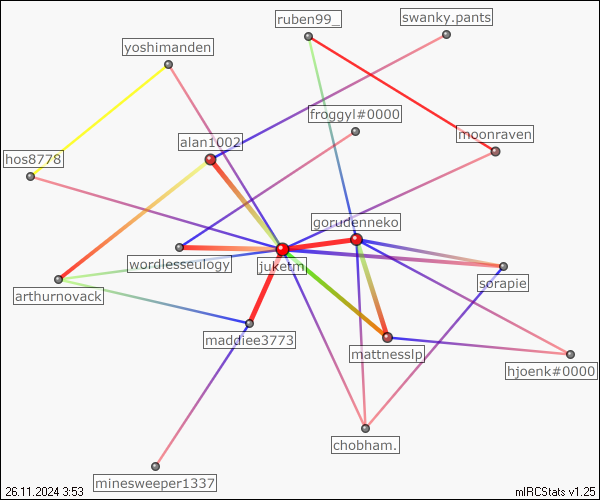 swanky.pants
ruben99_
yoshimanden
froggyl#0000
moonraven
alan1002
hos8778
gorudenneko
wordlesseulogy
juketm
sorapie
arthurnovack
maddiee3773
mattnesslp
hjoenk#0000
chobham.
minesweeper1337
26.11.2024 3:53
mIRCStats v1.25